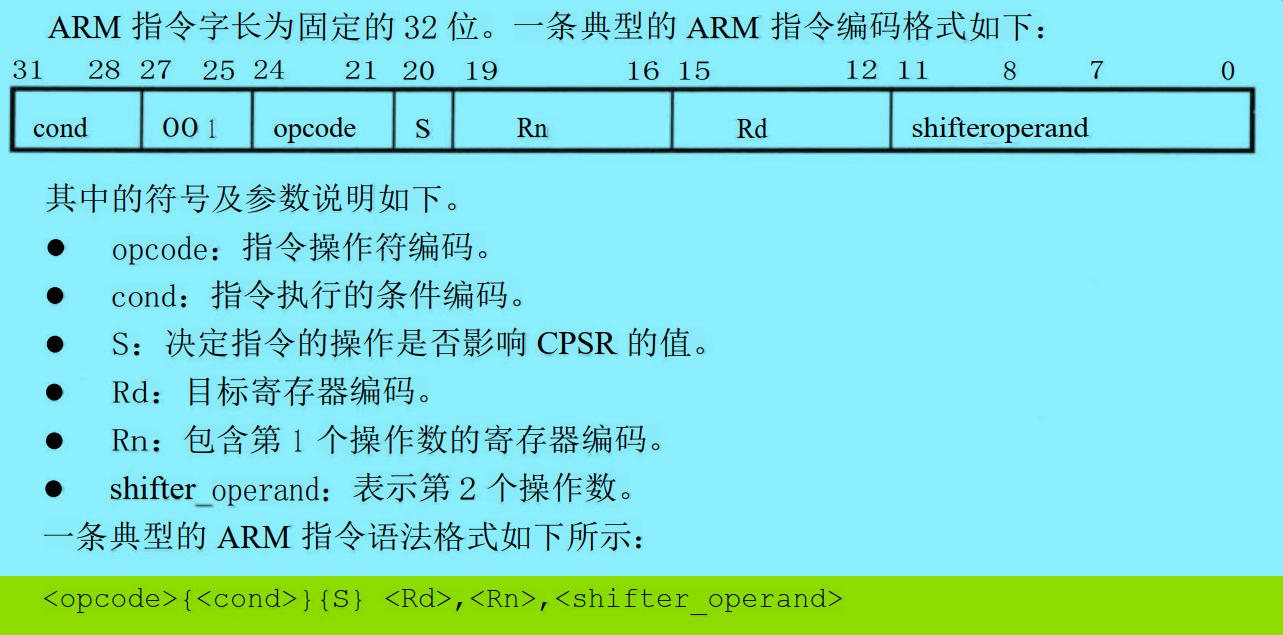 ARM 指令字长为固定的 32 位。一条典型的 ARM 指令编码格式如下：
31 28 27 25 24 21 20 19 16 15 12 11 8 7 0
cond 00 1 opcode S Rn Rd shifteroperand
其中的符号及参数说明如下。
● opcode：指令操作符编码。
● cond：指令执行的条件编码。
● S：决定指令的操作是否影响 CPSR 的值。
● Rd：目标寄存器编码。
● Rn：包含第 1 个操作数的寄存器编码。
● shifter_operand：表示第 2 个操作数。
一条典型的 ARM 指令语法格式如下所示：
<opcode>{<cond>}{S} <Rd>,<Rn>,<shifter_operand>